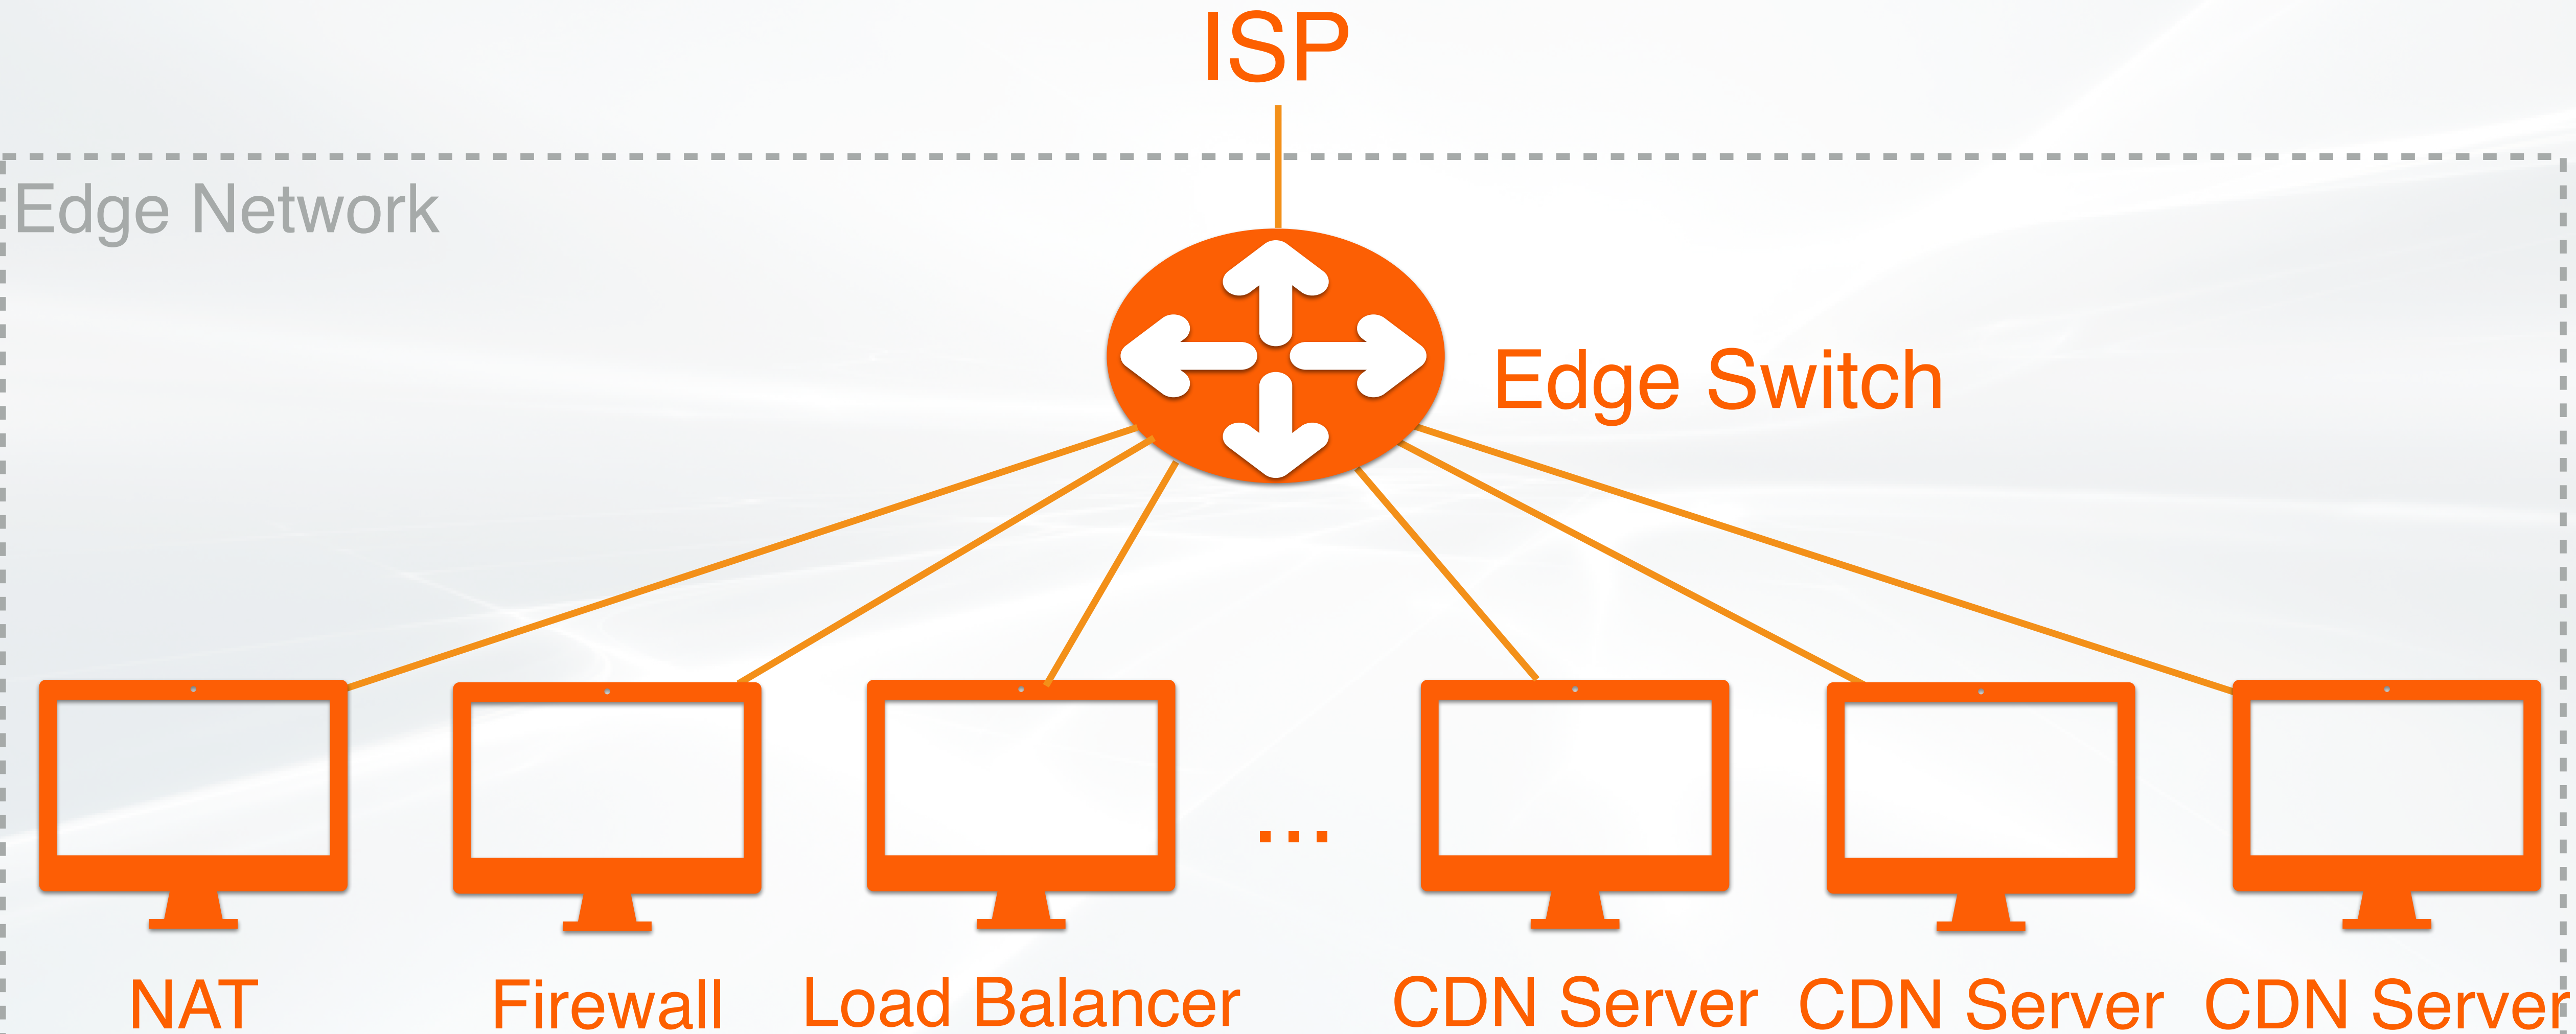 ISP
Edge Network
Edge Switch
...
NAT
Firewall
Load Balancer
CDN Server
CDN Server
CDN Server